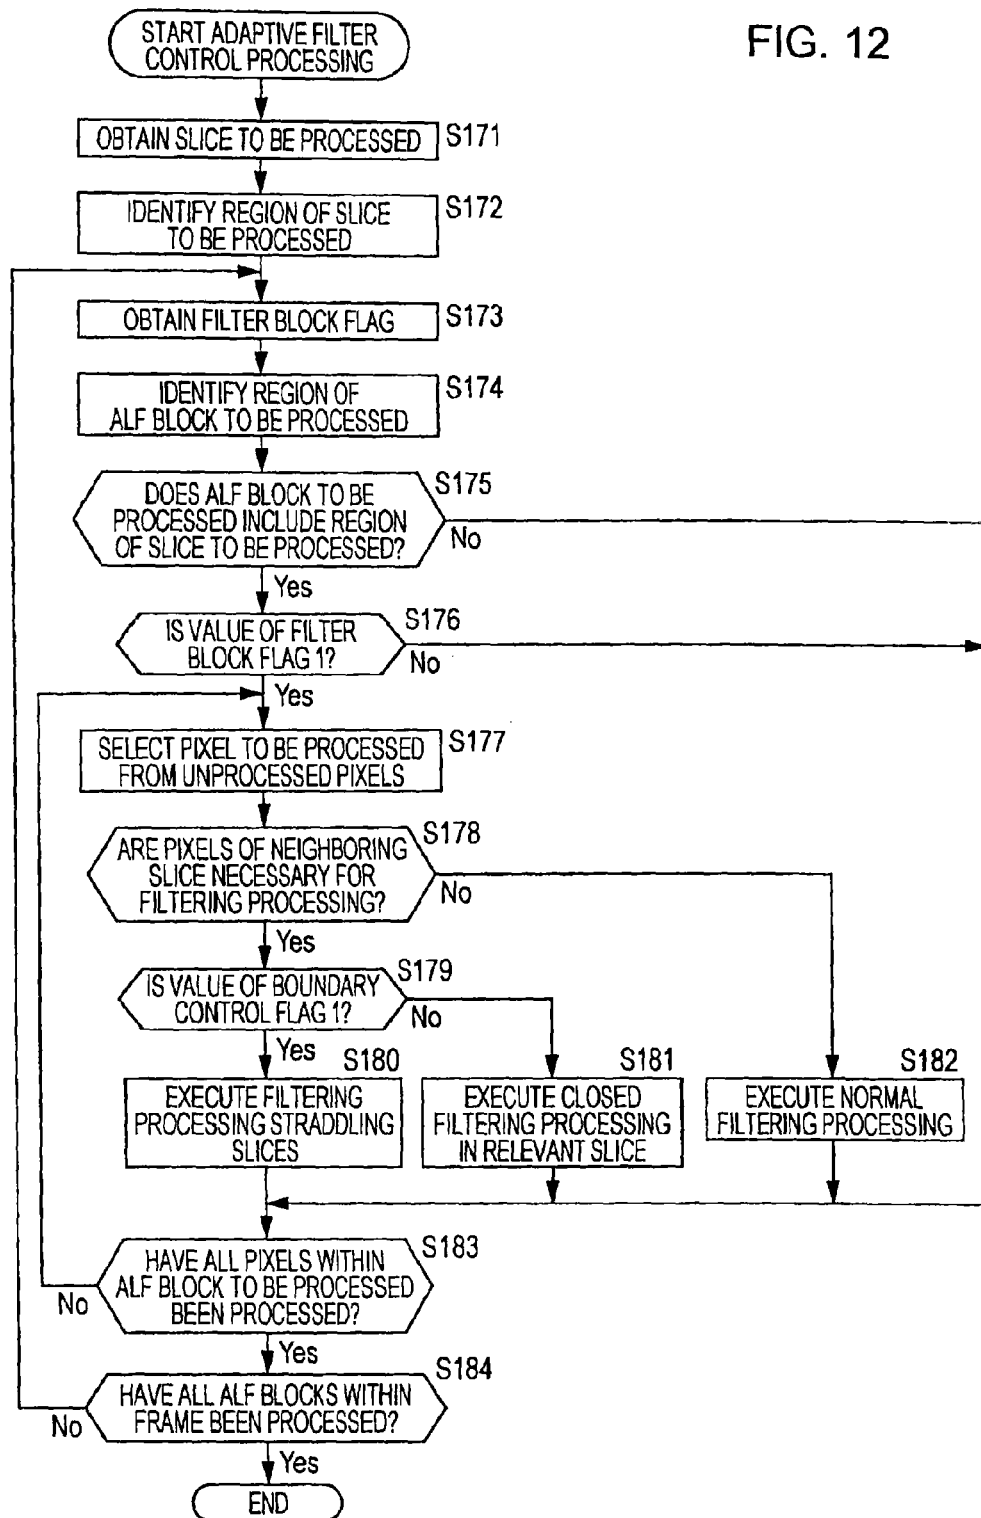 FIG. 12
START ADAPTIVE FILTER
CONTROL PROCESSING
OBTAIN SLICE TO BE PROCESSED
S171
IDENTIFY REGION OF SLICE
TO BE PROCESSED
S172
OBTAIN FILTER BLOCK FLAG
S173
IDENTIFY REGION OF
ALF BLOCK TO BE PROCESSED
S174
DOES ALF BLOCK TO BE
PROCESSED INCLUDE REGION
OF SLICE TO BE PROCESSED?
S175
No
Yes
IS VALUE OF FILTER
BLOCK FLAG 1?
S176
No
Yes
SELECT PIXEL TO BE PROCESSED
FROM UNPROCESSED PIXELS
S177
ARE PIXELS OF NEIGHBORING
SLICE NECESSARY FOR
FILTERING PROCESSING?
S178
No
Yes
IS VALUE OF BOUNDARY
CONTROL FLAG 1?
S179
No
Yes
S180
EXECUTE FILTERING
PROCESSING STRADDLING
SLICES
S181
EXECUTE CLOSED
FILTERING PROCESSING
IN RELEVANT SLICE
S182
EXECUTE NORMAL
FILTERING PROCESSING
HAVE ALL PIXELS WITHIN
ALF BLOCK TO BE PROCESSED
BEEN PROCESSED?
S183
No
Yes
HAVE ALL ALF BLOCKS WITHIN
FRAME BEEN PROCESSED?
S184
No
Yes
END